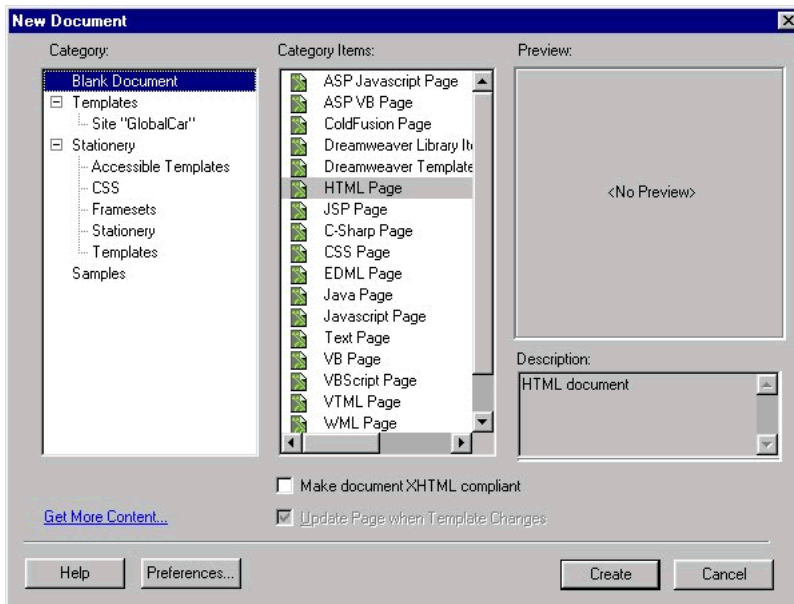 New Document
Category:
Blank Document
Templates
Site "GlobalCar"
Stationery
Accessible Templates
CSS
Framesets
Stationery
Templates
Samples
Category Items:
ASP Javascript Page
ASP VB Page
ColdFusion Page
Dreamweaver Library It
Dreamweaver Template
HTML Page
JSP Page
C-Sharp Page
CSS Page
EDML Page
Java Page
Javascript Page
Text Page
VB Page
VBScript Page
VTML Page
WML Page
Preview:
<No Preview>
Description:
HTML document
Make document XHTML compliant
Get More Content...
Update Page when Template Changes
Help
Preferences...
Create
Cancel